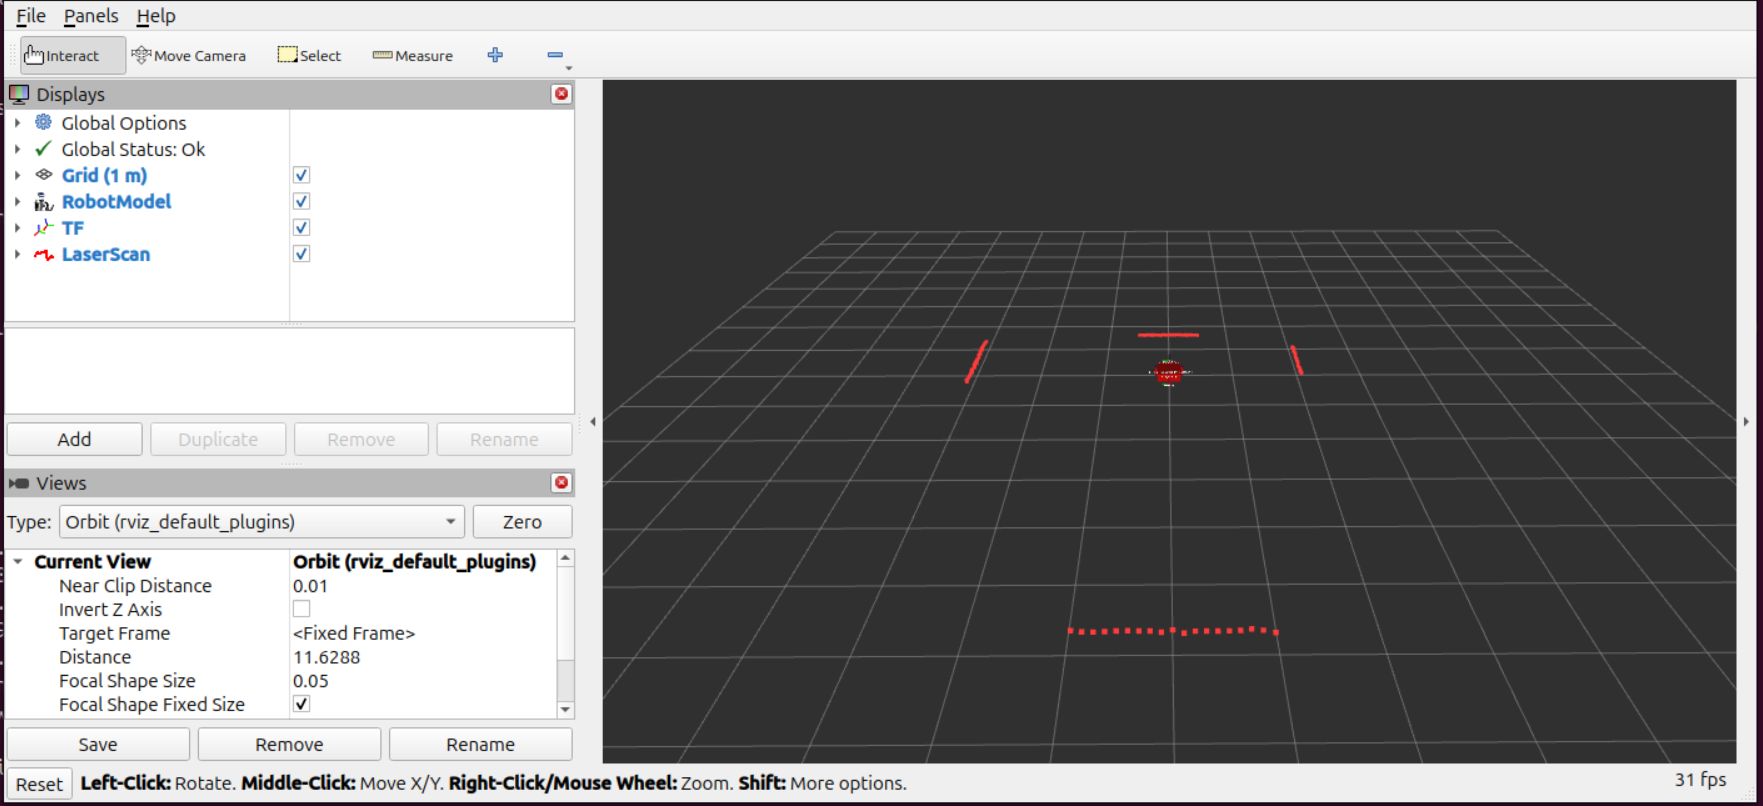 File Panels Help
Interact Move Camera Select Measure
Displays
Global Options
Global Status: Ok
Grid (1 m)
RobotModel
TF
LaserScan
Add Duplicate Remove Rename
Views
Type: Orbit (rviz_default_plugins) Zero
Current View Orbit (rviz_default_plugins)
Near Clip Distance 0.01
Invert Z Axis
Target Frame <Fixed Frame>
Distance 11.6288
Focal Shape Size 0.05
Focal Shape Fixed Size
Save Remove Rename
Reset Left-Click: Rotate. Middle-Click: Move X/Y. Right-Click/Mouse Wheel: Zoom. Shift: More options. 31 fps